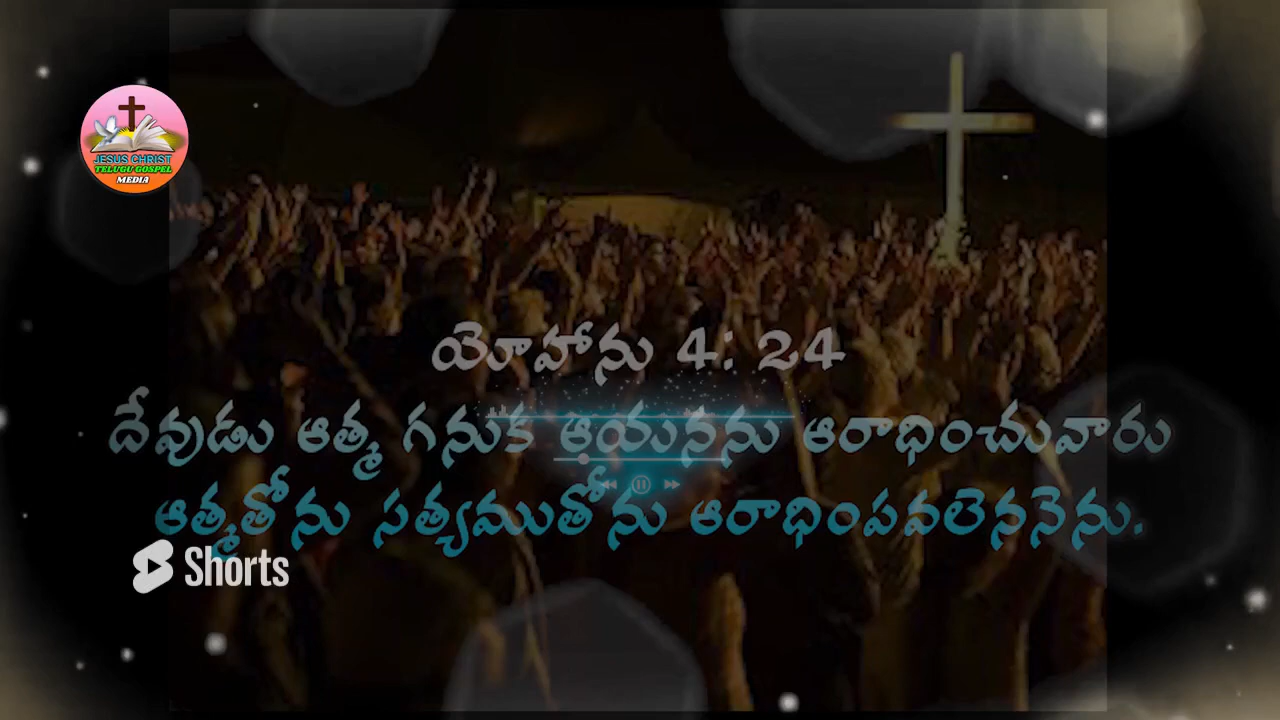 JESUS CHRIST
TELUGU GOSPEL
MEDIA
యోహాను 4: 24
దేవుడు ఆత్మ గనుక ఆయనను ఆరాధించువారు
ఆత్మతోను సత్యముతోను ఆరాధింపవలెననెను.
Shorts